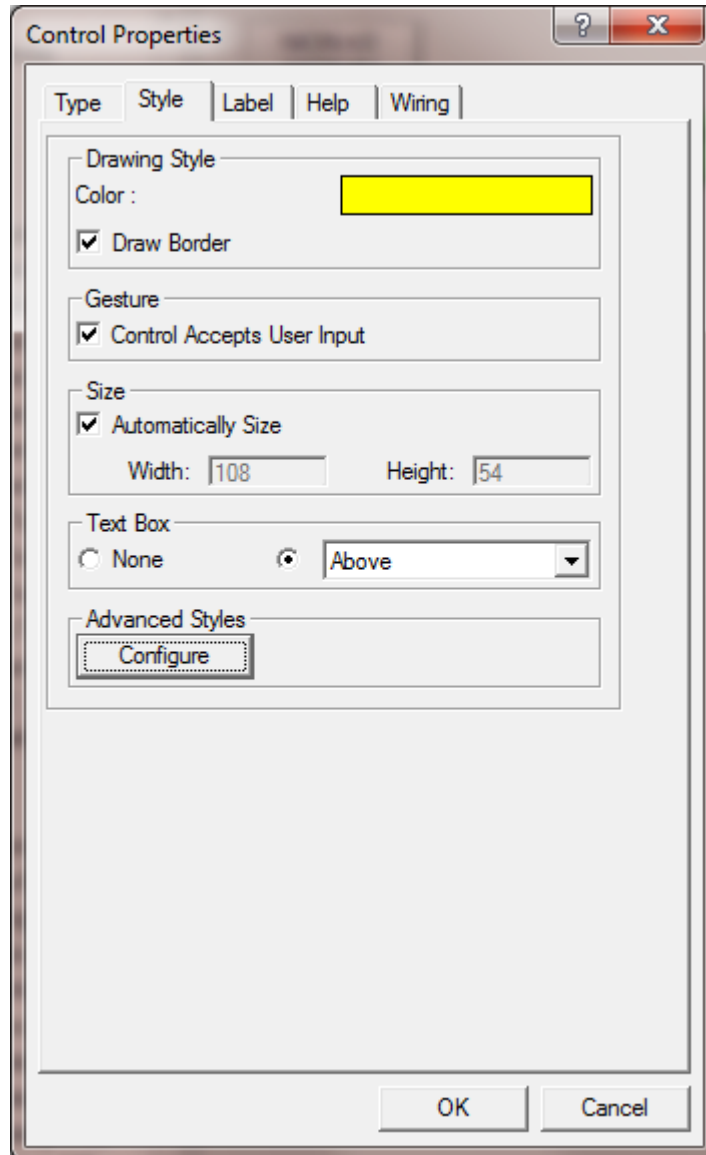 Control Properties
Type Style Label Help Wiring
Drawing Style
Color :
Draw Border
Gesture
Control Accepts User Input
Size
Automatically Size
Width: 108 Height: 54
Text Box
None Above
Advanced Styles
Configure
OK Cancel